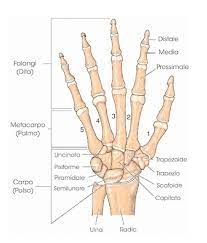 Falangi
(Dita)
Distale
Media
Prossimale
Metacarpo
(Palmo)
5
4
3
2
1
Carpo
(Polso)
Uncinato
Pisiforme
Piramidale
Semilunare
Trapezoide
Trapezio
Scafoide
Capitato
Ulna
Radio